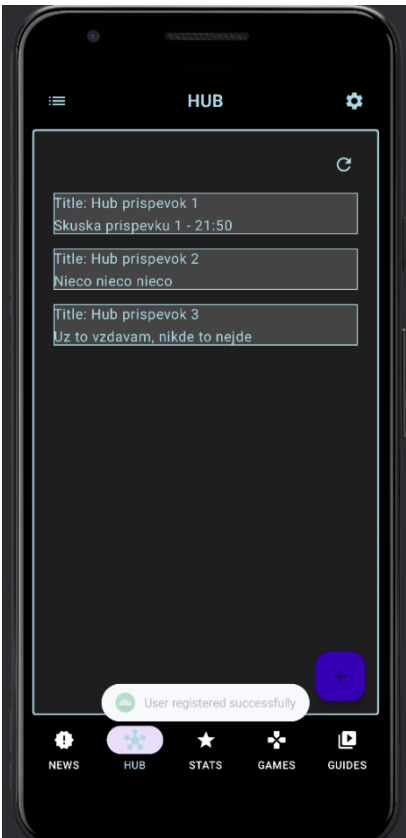 HUB
Title: Hub prispevok 1
Skuska prispevku 1 - 21:50
Title: Hub prispevok 2
Nieco nieco nieco
Title: Hub prispevok 3
Uz to vzdavam, nikde to nejde
+
User registered successfully
NEWS HUB STATS GAMES GUIDES